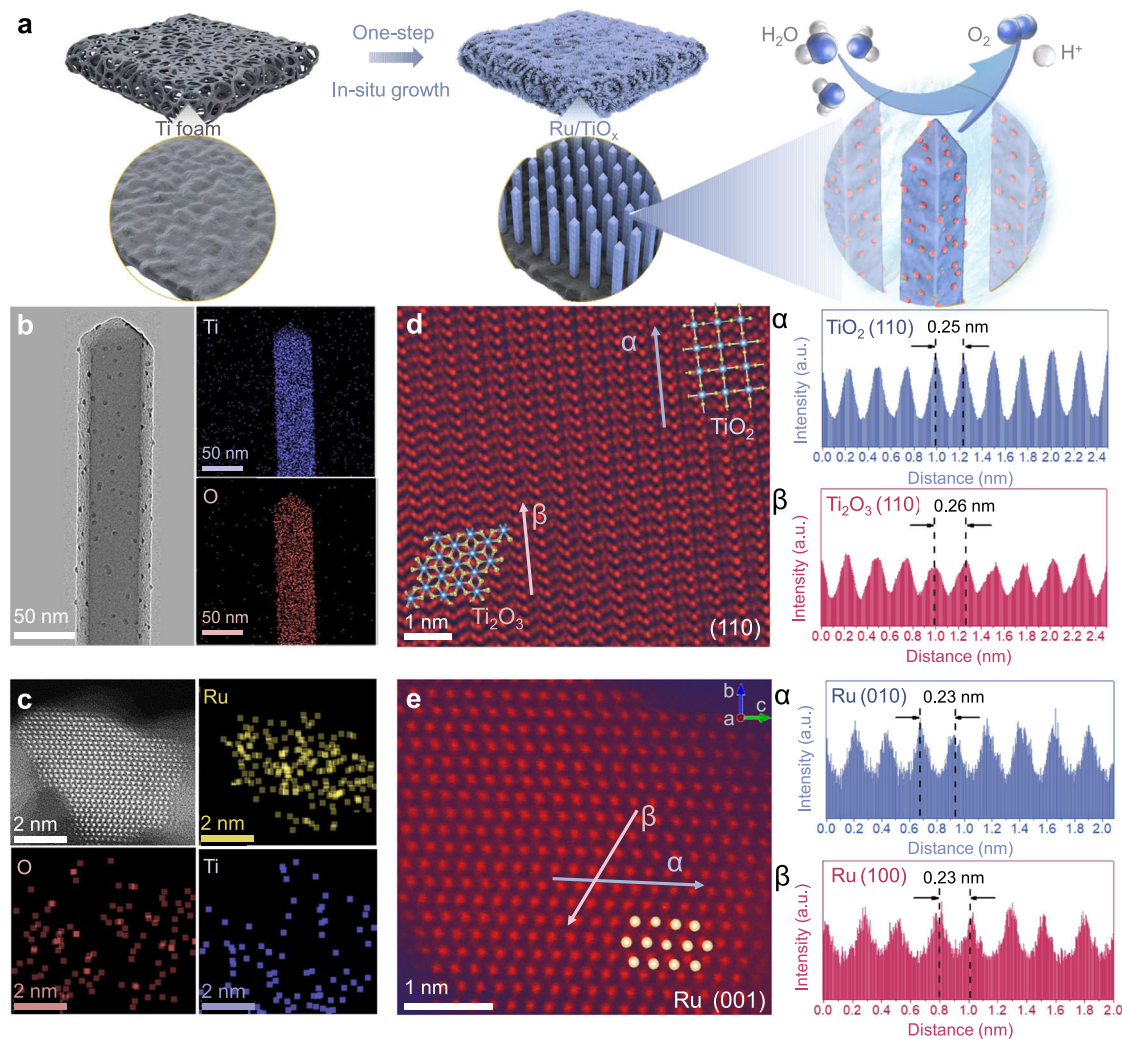 a
One-step
In-situ growth
Ti foam
Ru/TiOₓ
H₂O
O₂
H⁺
b
50 nm
Ti
50 nm
O
50 nm
d
α
TiO₂
β
Ti₂O₃
1 nm
(110)
α
TiO₂ (110)
0.25 nm
Intensity (a.u.)
0.0 0.2 0.4 0.6 0.8 1.0 1.2 1.4 1.6 1.8 2.0 2.2 2.4
Distance (nm)
β
Ti₂O₃ (110)
0.26 nm
Intensity (a.u.)
0.0 0.2 0.4 0.6 0.8 1.0 1.2 1.4 1.6 1.8 2.0 2.2 2.4
Distance (nm)
c
2 nm
Ru
2 nm
O
2 nm
Ti
2 nm
e
b
c
a
β
α
1 nm
Ru (001)
α
Ru (010)
0.23 nm
Intensity (a.u.)
0.0 0.2 0.4 0.6 0.8 1.0 1.2 1.4 1.6 1.8 2.0
Distance (nm)
β
Ru (100)
0.23 nm
Intensity (a.u.)
0.0 0.2 0.4 0.6 0.8 1.0 1.2 1.4 1.6 1.8 2.0
Distance (nm)